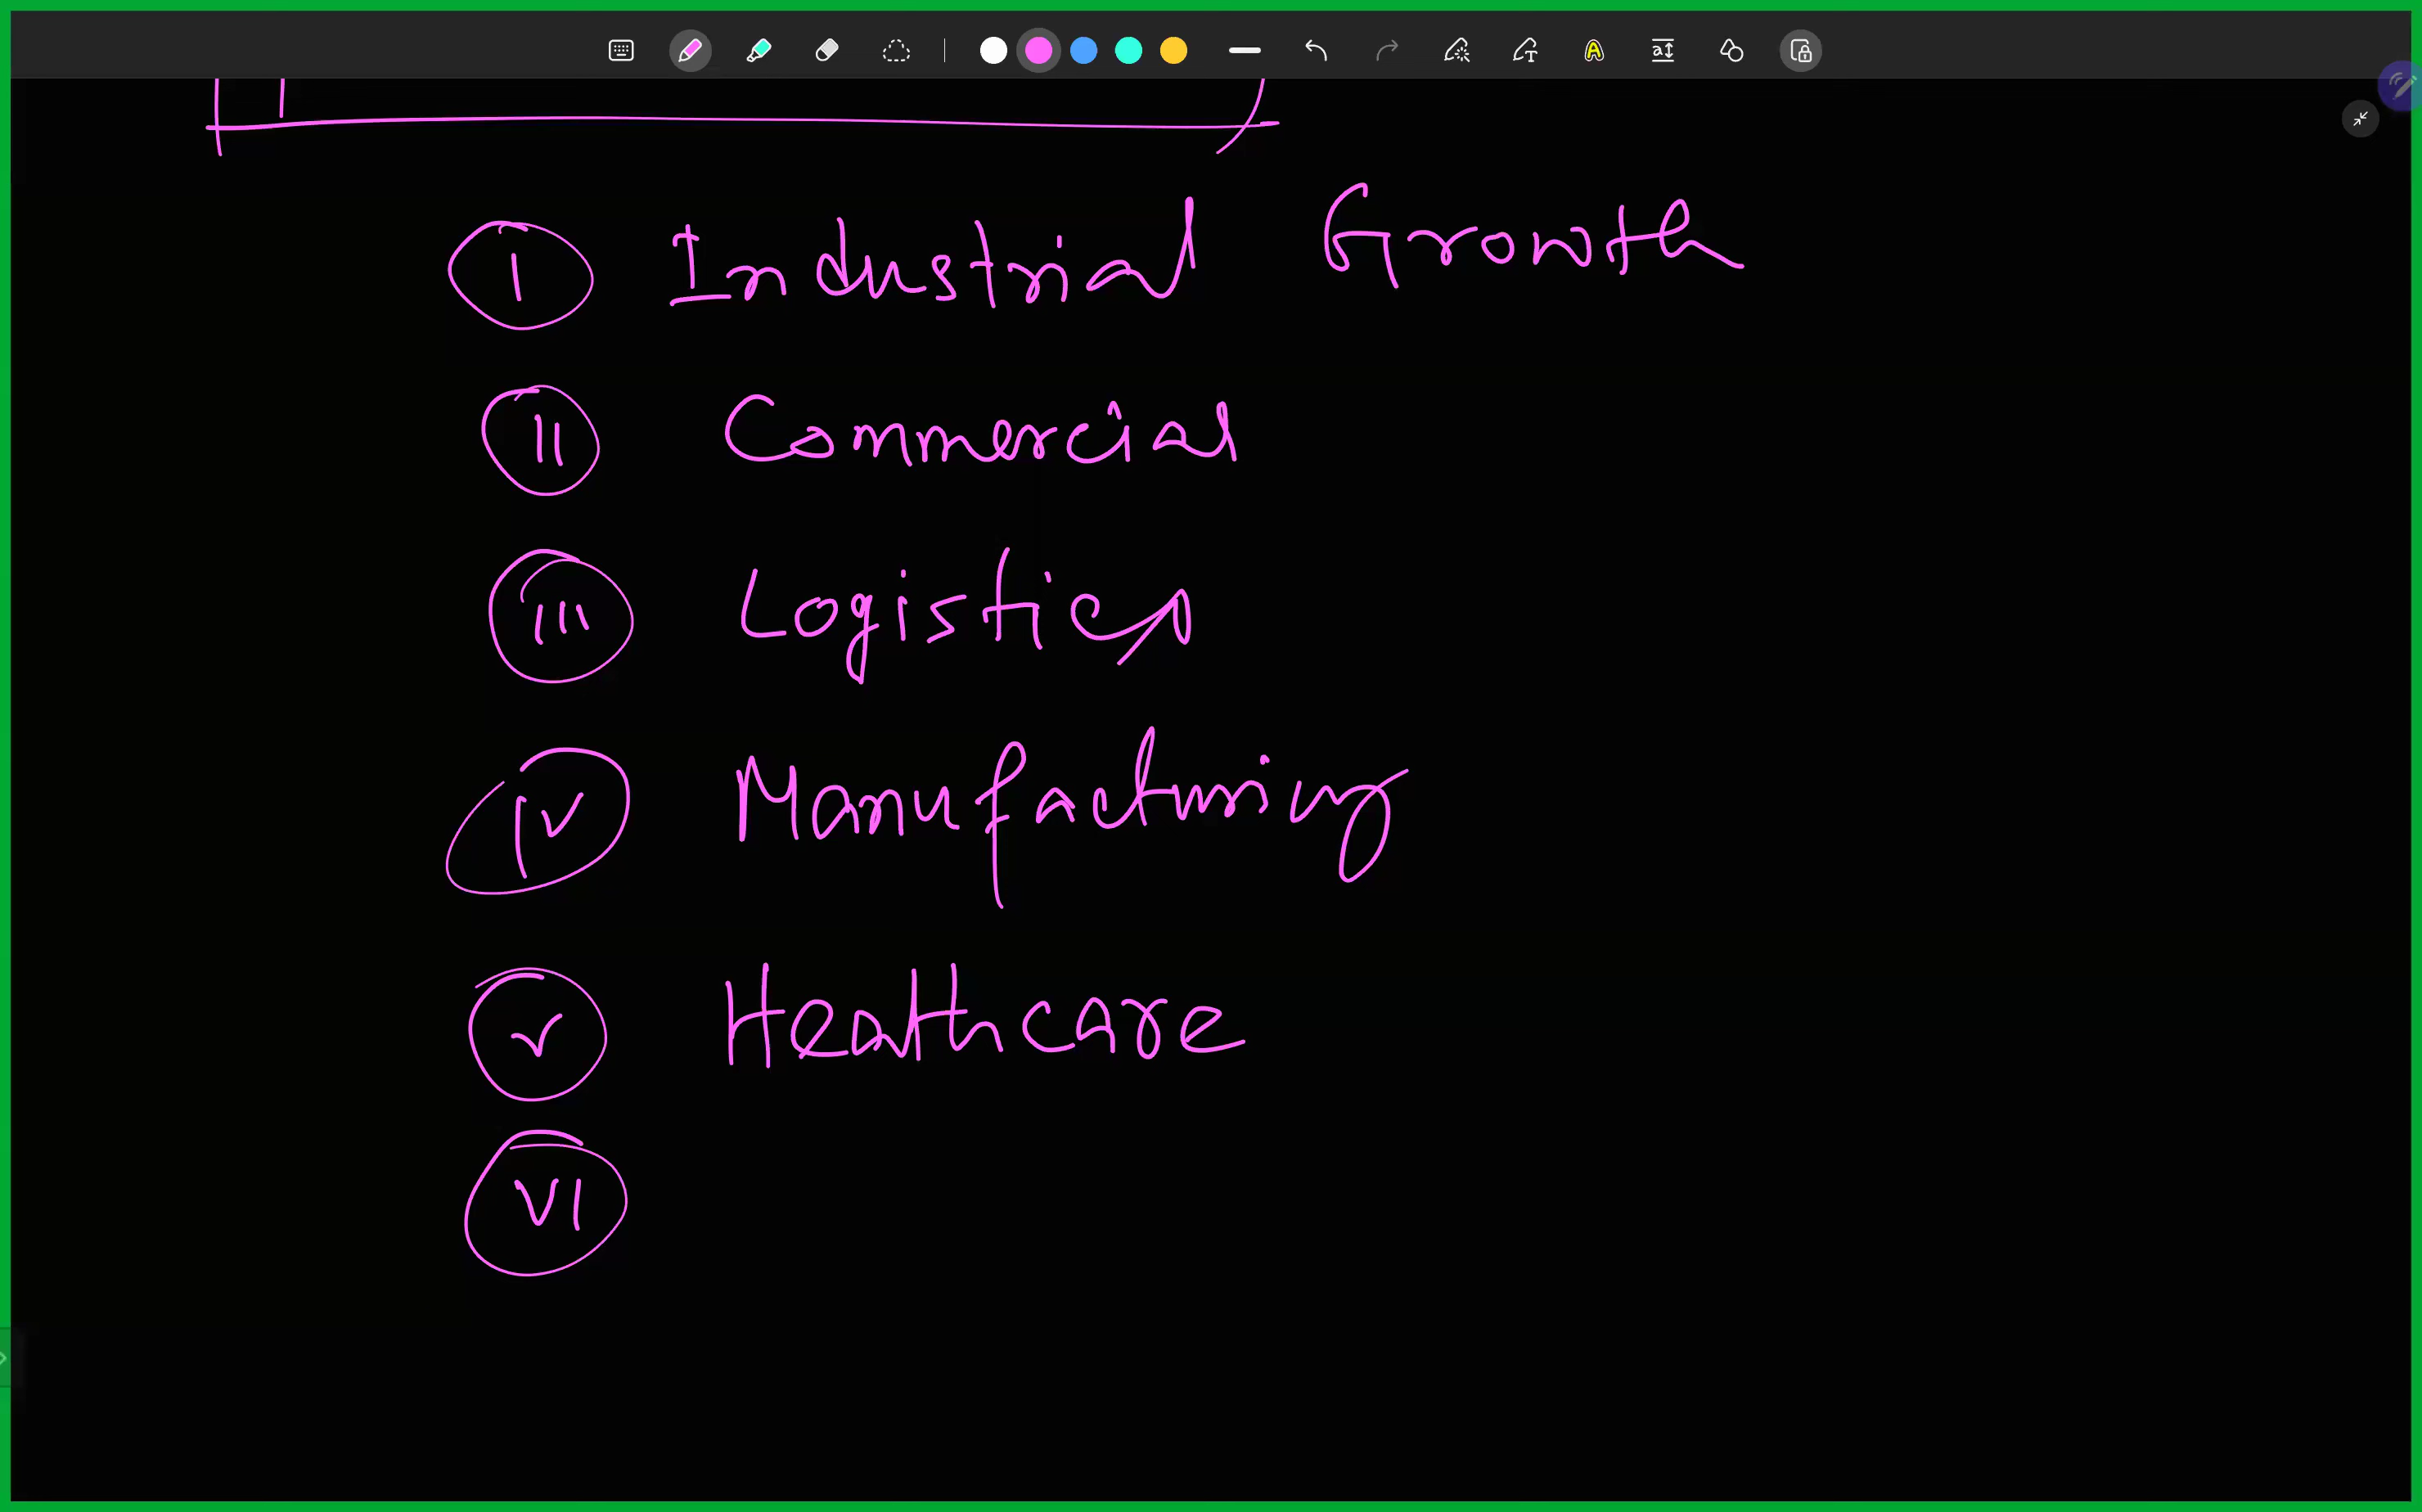 I Industrial Growth
II Commercial
III Logistics
IV Manufacturing
V Healthcare
VI